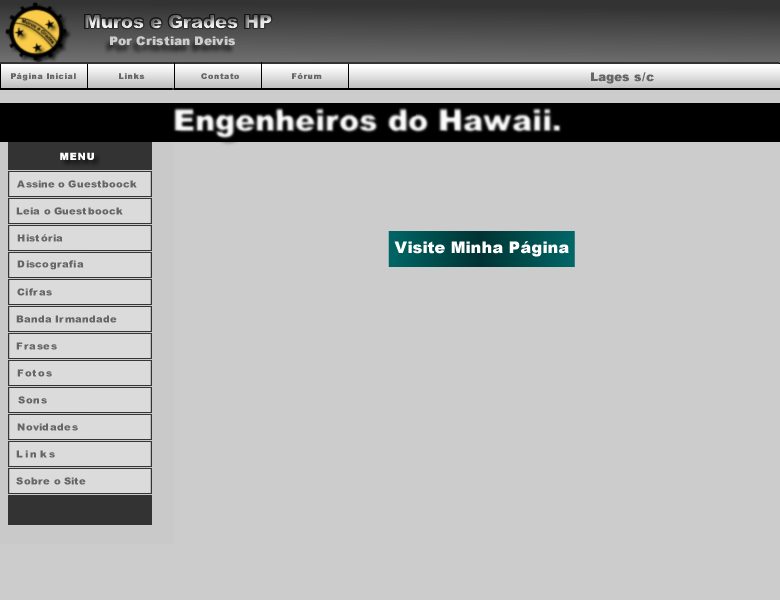 Muros e Grades HP
Por Cristian Deivis
Página Inicial
Links
Contato
Fórum
Lages s/c
Engenheiros do Hawaii.
MENU
Assine o Guestboock
Leia o Guestboock
História
Discografia
Cifras
Banda Irmandade
Frases
Fotos
Sons
Novidades
Links
Sobre o Site
Visite Minha Página